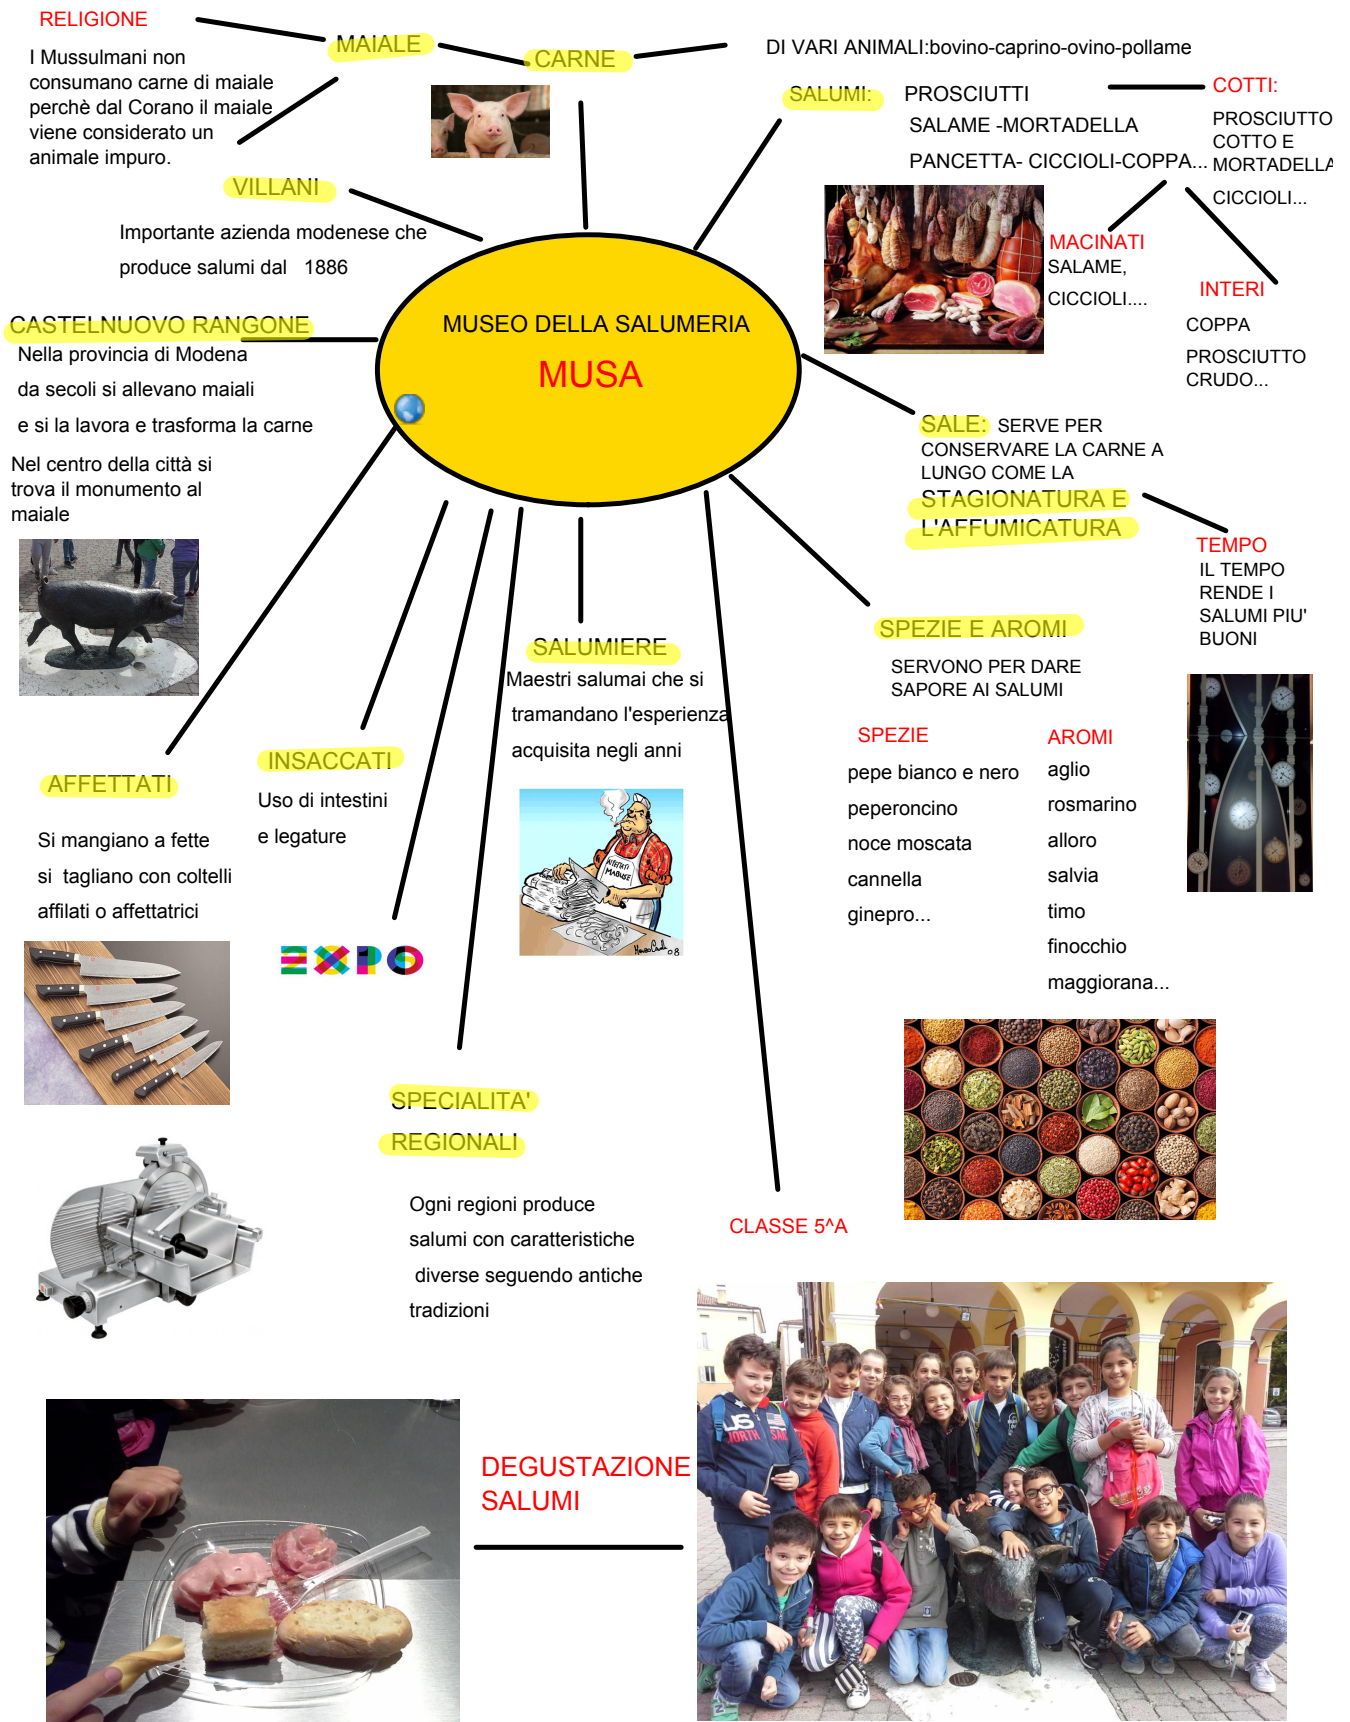 RELIGIONE
I Mussulmani non
consumano carne di maiale
perchè dal Corano il maiale
viene considerato un
animale impuro.
MAIALE
CARNE
DI VARI ANIMALI:bovino-caprino-ovino-pollame
SALUMI: PROSCIUTTI
SALAME -MORTADELLA
PANCETTA- CICCIOLI-COPPA...
COTTI:
PROSCIUTTO
COTTO E
MORTADELLA
CICCIOLI...
MACINATI
SALAME,
CICCIOLI....
INTERI
COPPA
PROSCIUTTO
CRUDO...
VILLANI
Importante azienda modenese che
produce salumi dal 1886
MUSEO DELLA SALUMERIA
MUSA
CASTELNUOVO RANGONE
Nella provincia di Modena
da secoli si allevano maiali
e si la lavora e trasforma la carne
Nel centro della città si
trova il monumento al
maiale
SALE: SERVE PER
CONSERVARE LA CARNE A
LUNGO COME LA
STAGIONATURA E
L'AFFUMICATURA
TEMPO
IL TEMPO
RENDE I
SALUMI PIU'
BUONI
SPEZIE E AROMI
SERVONO PER DARE
SAPORE AI SALUMI
SPEZIE
pepe bianco e nero
peperoncino
noce moscata
cannella
ginepro...
AROMI
aglio
rosmarino
alloro
salvia
timo
finocchio
maggiorana...
SALUMIERE
Maestri salumai che si
tramandano l'esperienza
acquisita negli anni
AFFETTATI
MABUSE
08
INSACCATI
Uso di intestini
e legature
AFFETTATI
Si mangiano a fette
si tagliano con coltelli
affilati o affettatrici
EXPO
SPECIALITA'
REGIONALI
Ogni regioni produce
salumi con caratteristiche
diverse seguendo antiche
tradizioni
CLASSE 5^A
DEGUSTAZIONE
SALUMI
US
NORTH